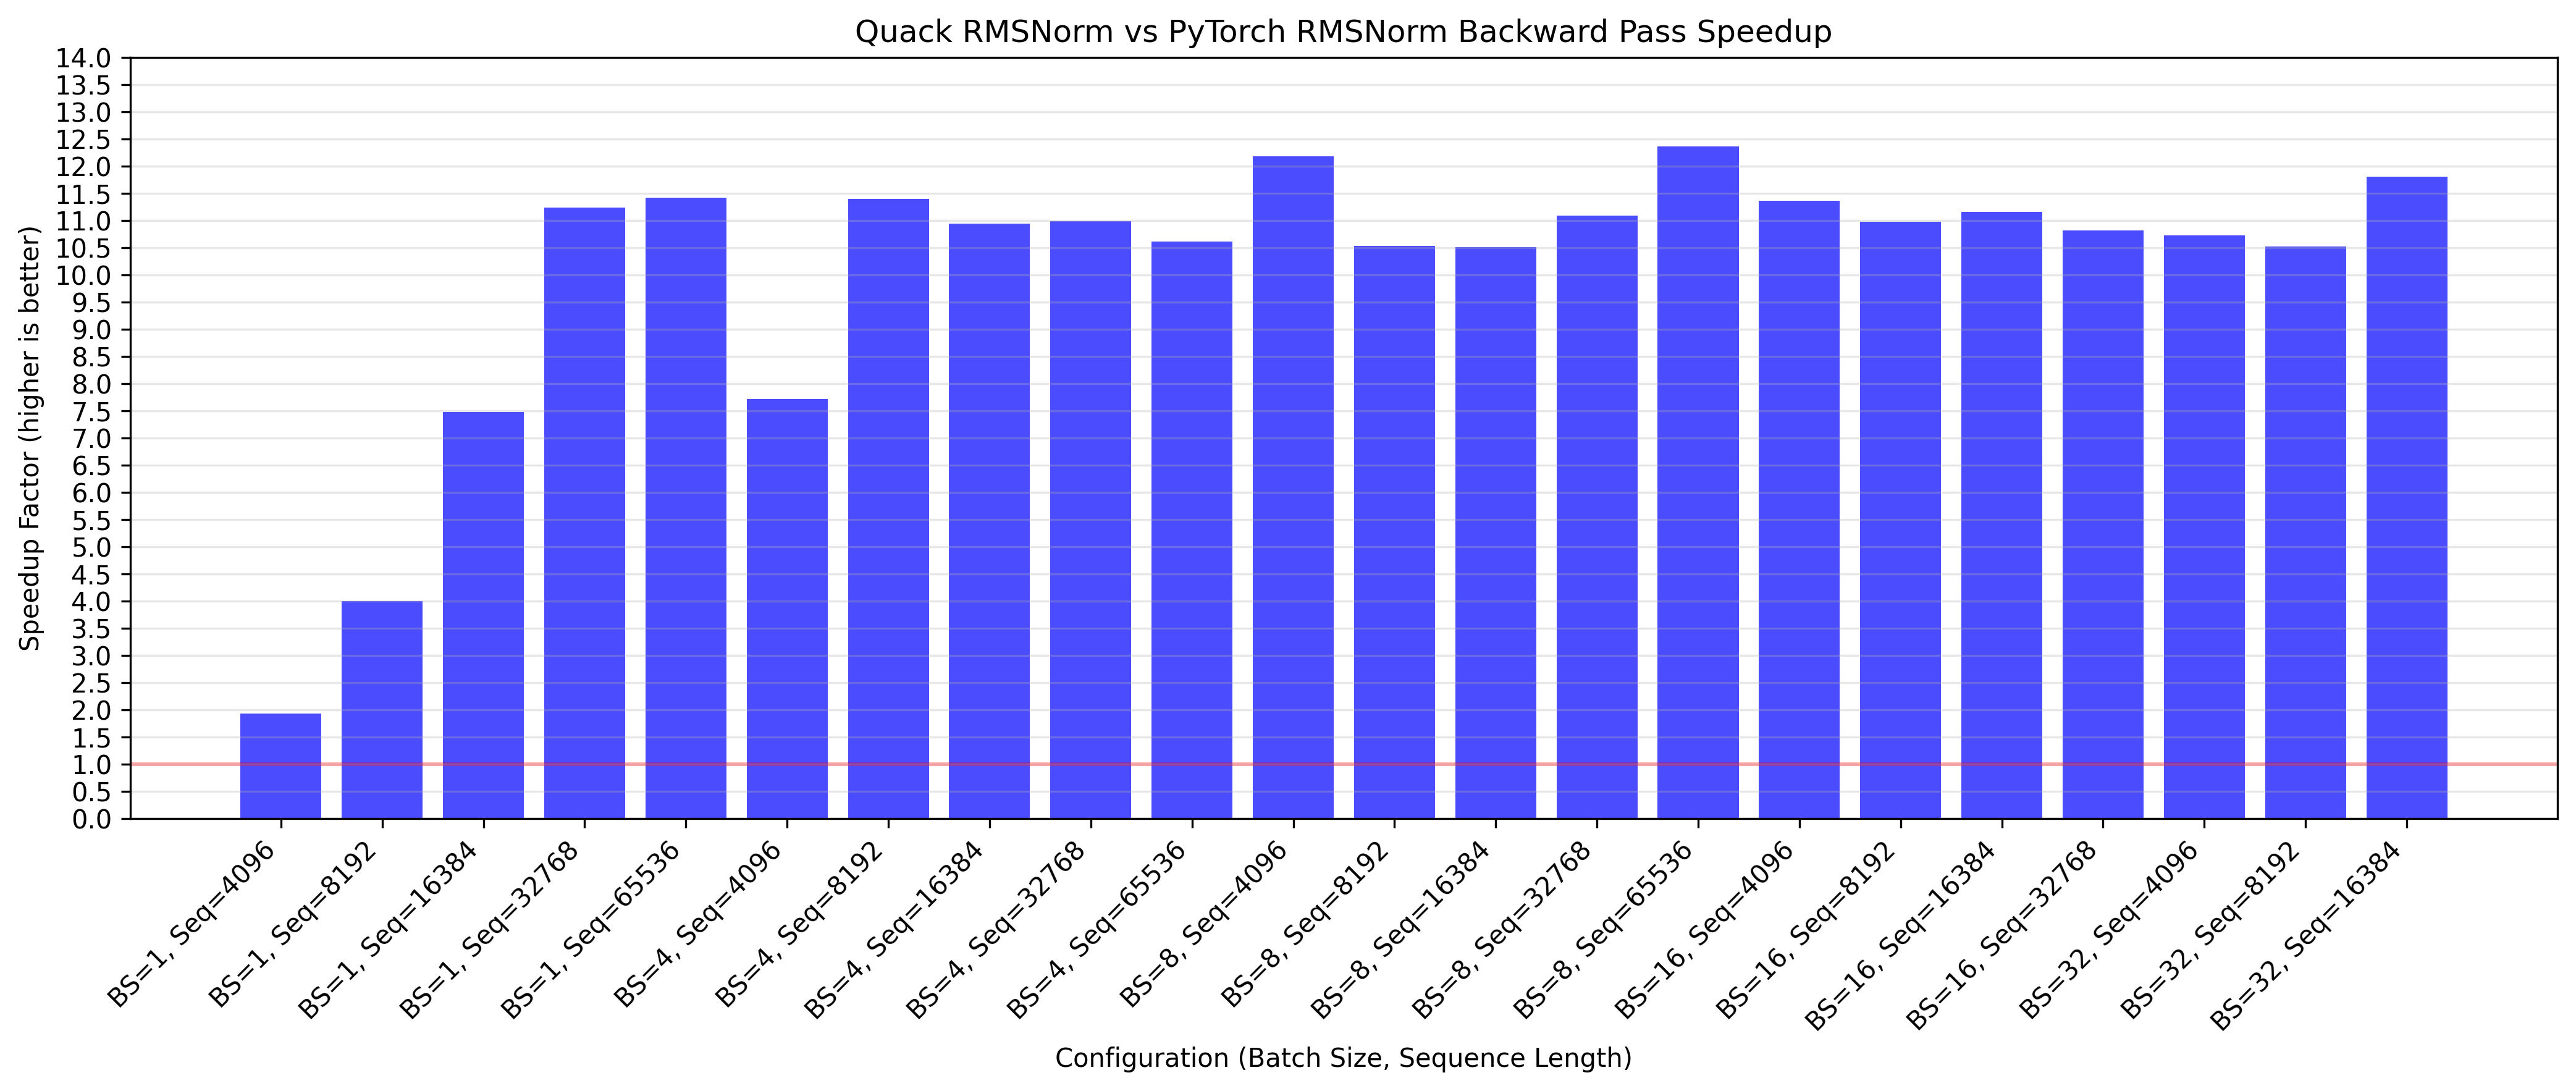 Quack RMSNorm vs PyTorch RMSNorm Backward Pass Speedup
Speedup Factor (higher is better)
14.0
13.5
13.0
12.5
12.0
11.5
11.0
10.5
10.0
9.5
9.0
8.5
8.0
7.5
7.0
6.5
6.0
5.5
5.0
4.5
4.0
3.5
3.0
2.5
2.0
1.5
1.0
0.5
0.0
BS=1, Seq=4096
BS=1, Seq=8192
BS=1, Seq=16384
BS=1, Seq=32768
BS=1, Seq=65536
BS=4, Seq=4096
BS=4, Seq=8192
BS=4, Seq=16384
BS=4, Seq=32768
BS=4, Seq=65536
BS=8, Seq=4096
BS=8, Seq=8192
BS=8, Seq=16384
BS=8, Seq=32768
BS=8, Seq=65536
BS=16, Seq=4096
BS=16, Seq=8192
BS=16, Seq=16384
BS=16, Seq=32768
BS=32, Seq=4096
BS=32, Seq=8192
BS=32, Seq=16384
Configuration (Batch Size, Sequence Length)